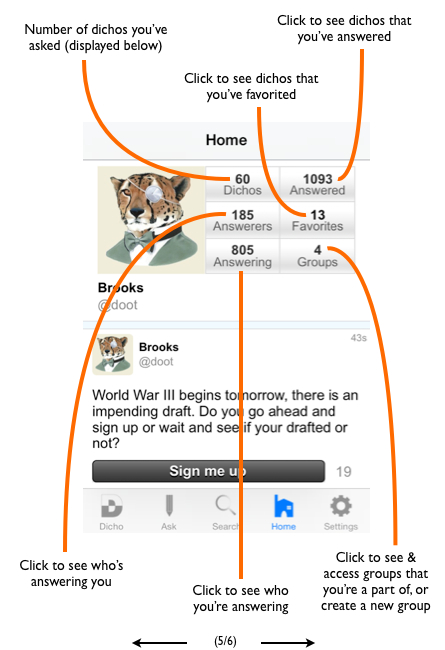 Number of dichos you've
asked (displayed below)
Click to see dichos that
you've answered
Click to see dichos that
you've favorited
Home
60
Dichos
1093
Answered
185
Answerers
13
Favorites
805
Answering
4
Groups
Brooks
@doot
Brooks
@doot
43s
World War III begins tomorrow, there is an
impending draft. Do you go ahead and
sign up or wait and see if your drafted or
not?
Sign me up
19
Dicho
Ask
Search
Home
Settings
Click to see who's
answering you
Click to see who
you're answering
Click to see &
access groups that
you're a part of, or
create a new group
(5/6)